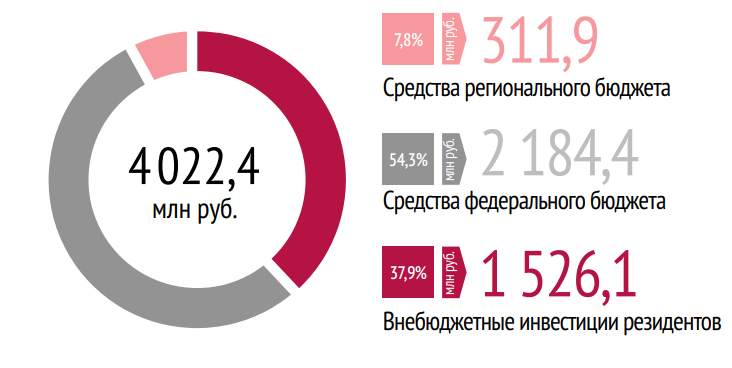 4 022,4
млн руб.
7,8%
млн руб.
311,9
Средства регионального бюджета
54,3%
млн руб.
2 184,4
Средства федерального бюджета
37,9%
млн руб.
1 526,1
Внебюджетные инвестиции резидентов